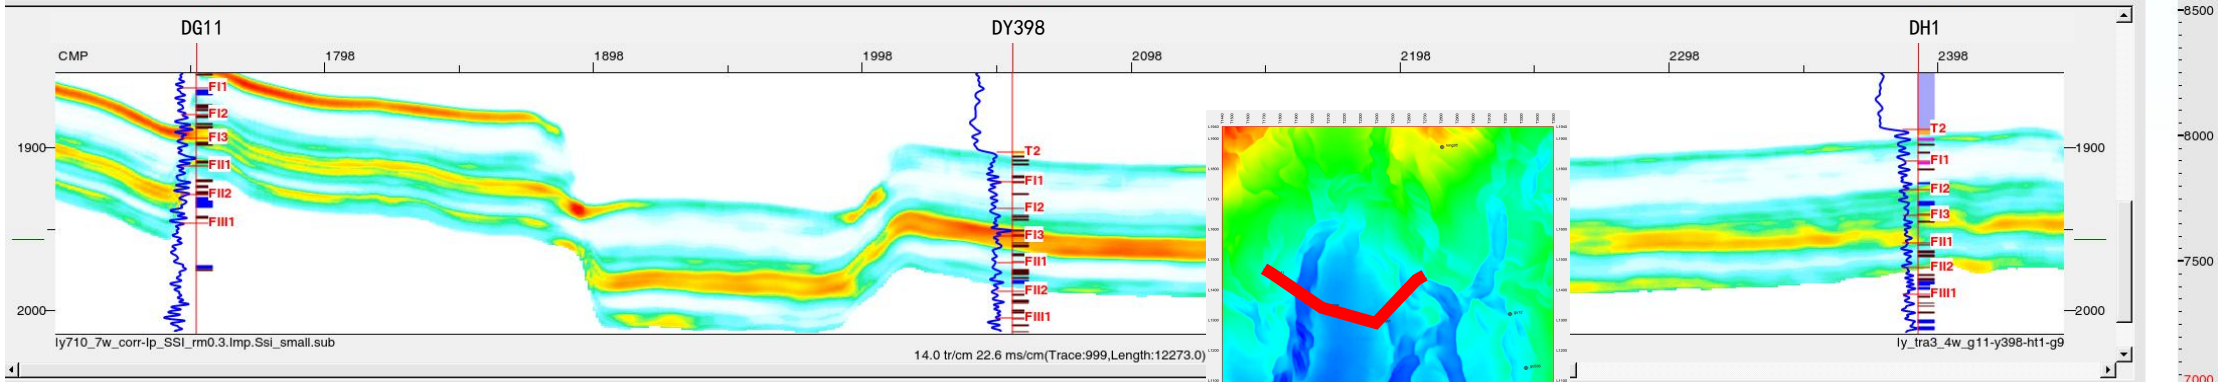 DG11 DY398 DH1
CMP 1798 1898 1998 2098 2198 2298 2398
8500
8000
7500
7000
1900
2000
1900
2000
FI1
FI2
FI3
FII1
FII2
FIII1
T2
FI1
FI2
FI3
FII1
FII2
FIII1
T2
FI1
FI2
FI3
FII1
FII2
FIII1
ly710_7w_corr-Ip_SSI_rm0.3.Imp.Ssi_small.sub
14.0 tr/cm 22.6 ms/cm(Trace:999,Length:12273.0)
ly_tra3_4w_g11-y398-ht1-g9